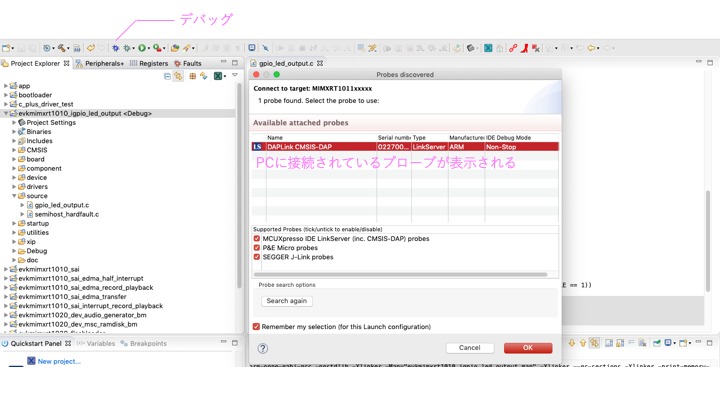 デバッグ
Project Explorer
Peripherals+
Registers
Faults
gpio_led_output.c
app
bootloader
c_plus_driver_test
evkmimxrt1010_igpio_led_output <Debug>
Project Settings
Binaries
Includes
CMSIS
board
component
device
drivers
source
gpio_led_output.c
semihost_hardfault.c
startup
utilities
xip
Debug
doc
evkmimxrt1010_sai
evkmimxrt1010_sai_edma_half_interrupt
evkmimxrt1010_sai_edma_record_playback
evkmimxrt1010_sai_edma_transfer
evkmimxrt1010_sai_interrupt_record_playback
evkmimxrt1020_dev_audio_generator_bm
evkmimxrt1020_dev_msc_ramdisk_bm
Quickstart Panel
Variables
Breakpoints
New project...
Probes discovered
Connect to target: MIMXRT1011xxxxx
1 probe found. Select the probe to use:
Available attached probes
Name Serial numb Type Manufacture IDE Debug Mode
LS DAPLink CMSIS-DAP 022700... LinkServer ARM Non-Stop
PCに接続されているプローブが表示される
Supported Probes (tick/untick to enable/disable)
MCUXpresso IDE LinkServer (inc. CMSIS-DAP) probes
P&E Micro probes
SEGGER J-Link probes
Probe search options
Search again
Remember my selection (for this Launch configuration)
Cancel
OK
E == 1))